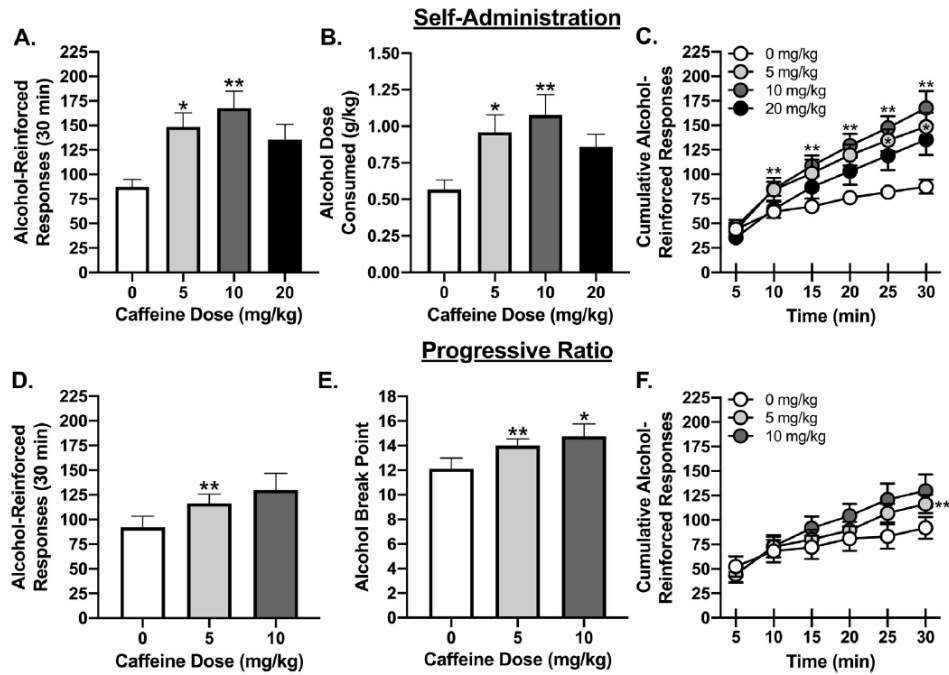 Self-Administration
A.
Alcohol-Reinforced
Responses (30 min)
225
200
175
150
125
100
75
50
25
0
*
**
0 5 10 20
Caffeine Dose (mg/kg)
B.
Alcohol Dose
Consumed (g/kg)
1.50
1.25
1.00
0.75
0.50
0.25
0.00
*
**
0 5 10 20
Caffeine Dose (mg/kg)
C.
Cumulative Alcohol-
Reinforced Responses
225
200
175
150
125
100
75
50
25
0
0 mg/kg
5 mg/kg
10 mg/kg
20 mg/kg
**
**
**
**
**
*
*
5 10 15 20 25 30
Time (min)
Progressive Ratio
D.
Alcohol-Reinforced
Responses (30 min)
225
200
175
150
125
100
75
50
25
0
**
0 5 10
Caffeine Dose (mg/kg)
E.
Alcohol Break Point
18
16
14
12
10
8
6
4
2
0
**
*
0 5 10
Caffeine Dose (mg/kg)
F.
Cumulative Alcohol-
Reinforced Responses
225
200
175
150
125
100
75
50
25
0
0 mg/kg
5 mg/kg
10 mg/kg
**
5 10 15 20 25 30
Time (min)